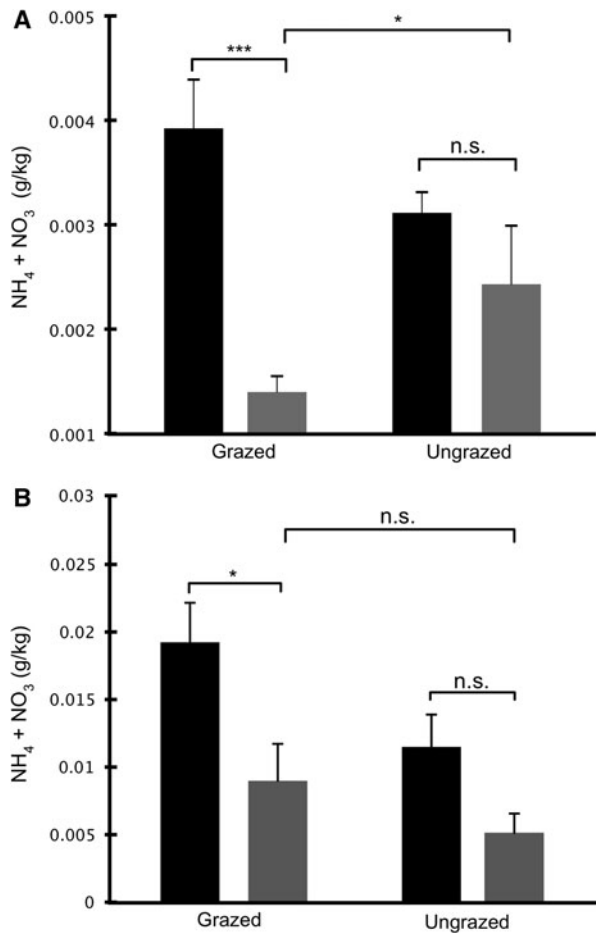 A
0.005
0.004
0.003
0.002
0.001
NH₄ + NO₃ (g/kg)
***
*
n.s.
Grazed Ungrazed
B
0.03
0.025
0.02
0.015
0.01
0.005
0
NH₄ + NO₃ (g/kg)
n.s.
*
n.s.
Grazed Ungrazed